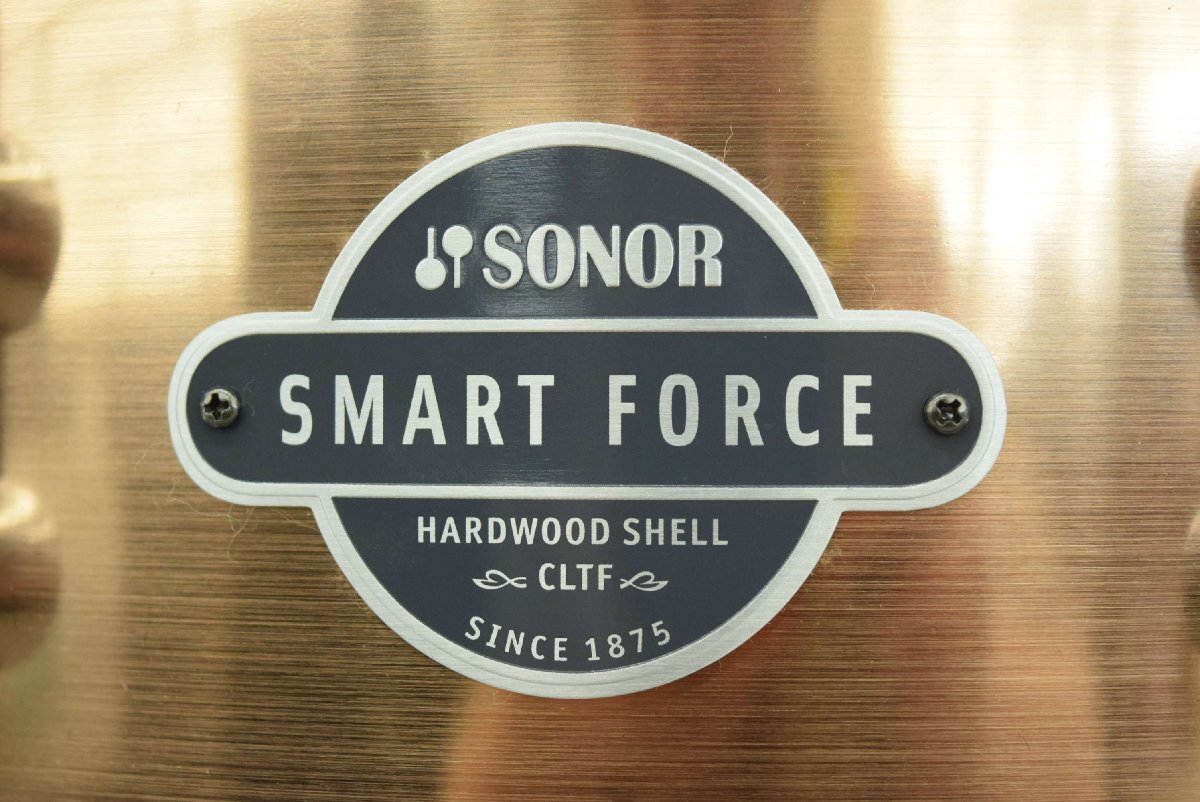 SONOR
SMART FORCE
HARDWOOD SHELL
CLTF
SINCE 1875